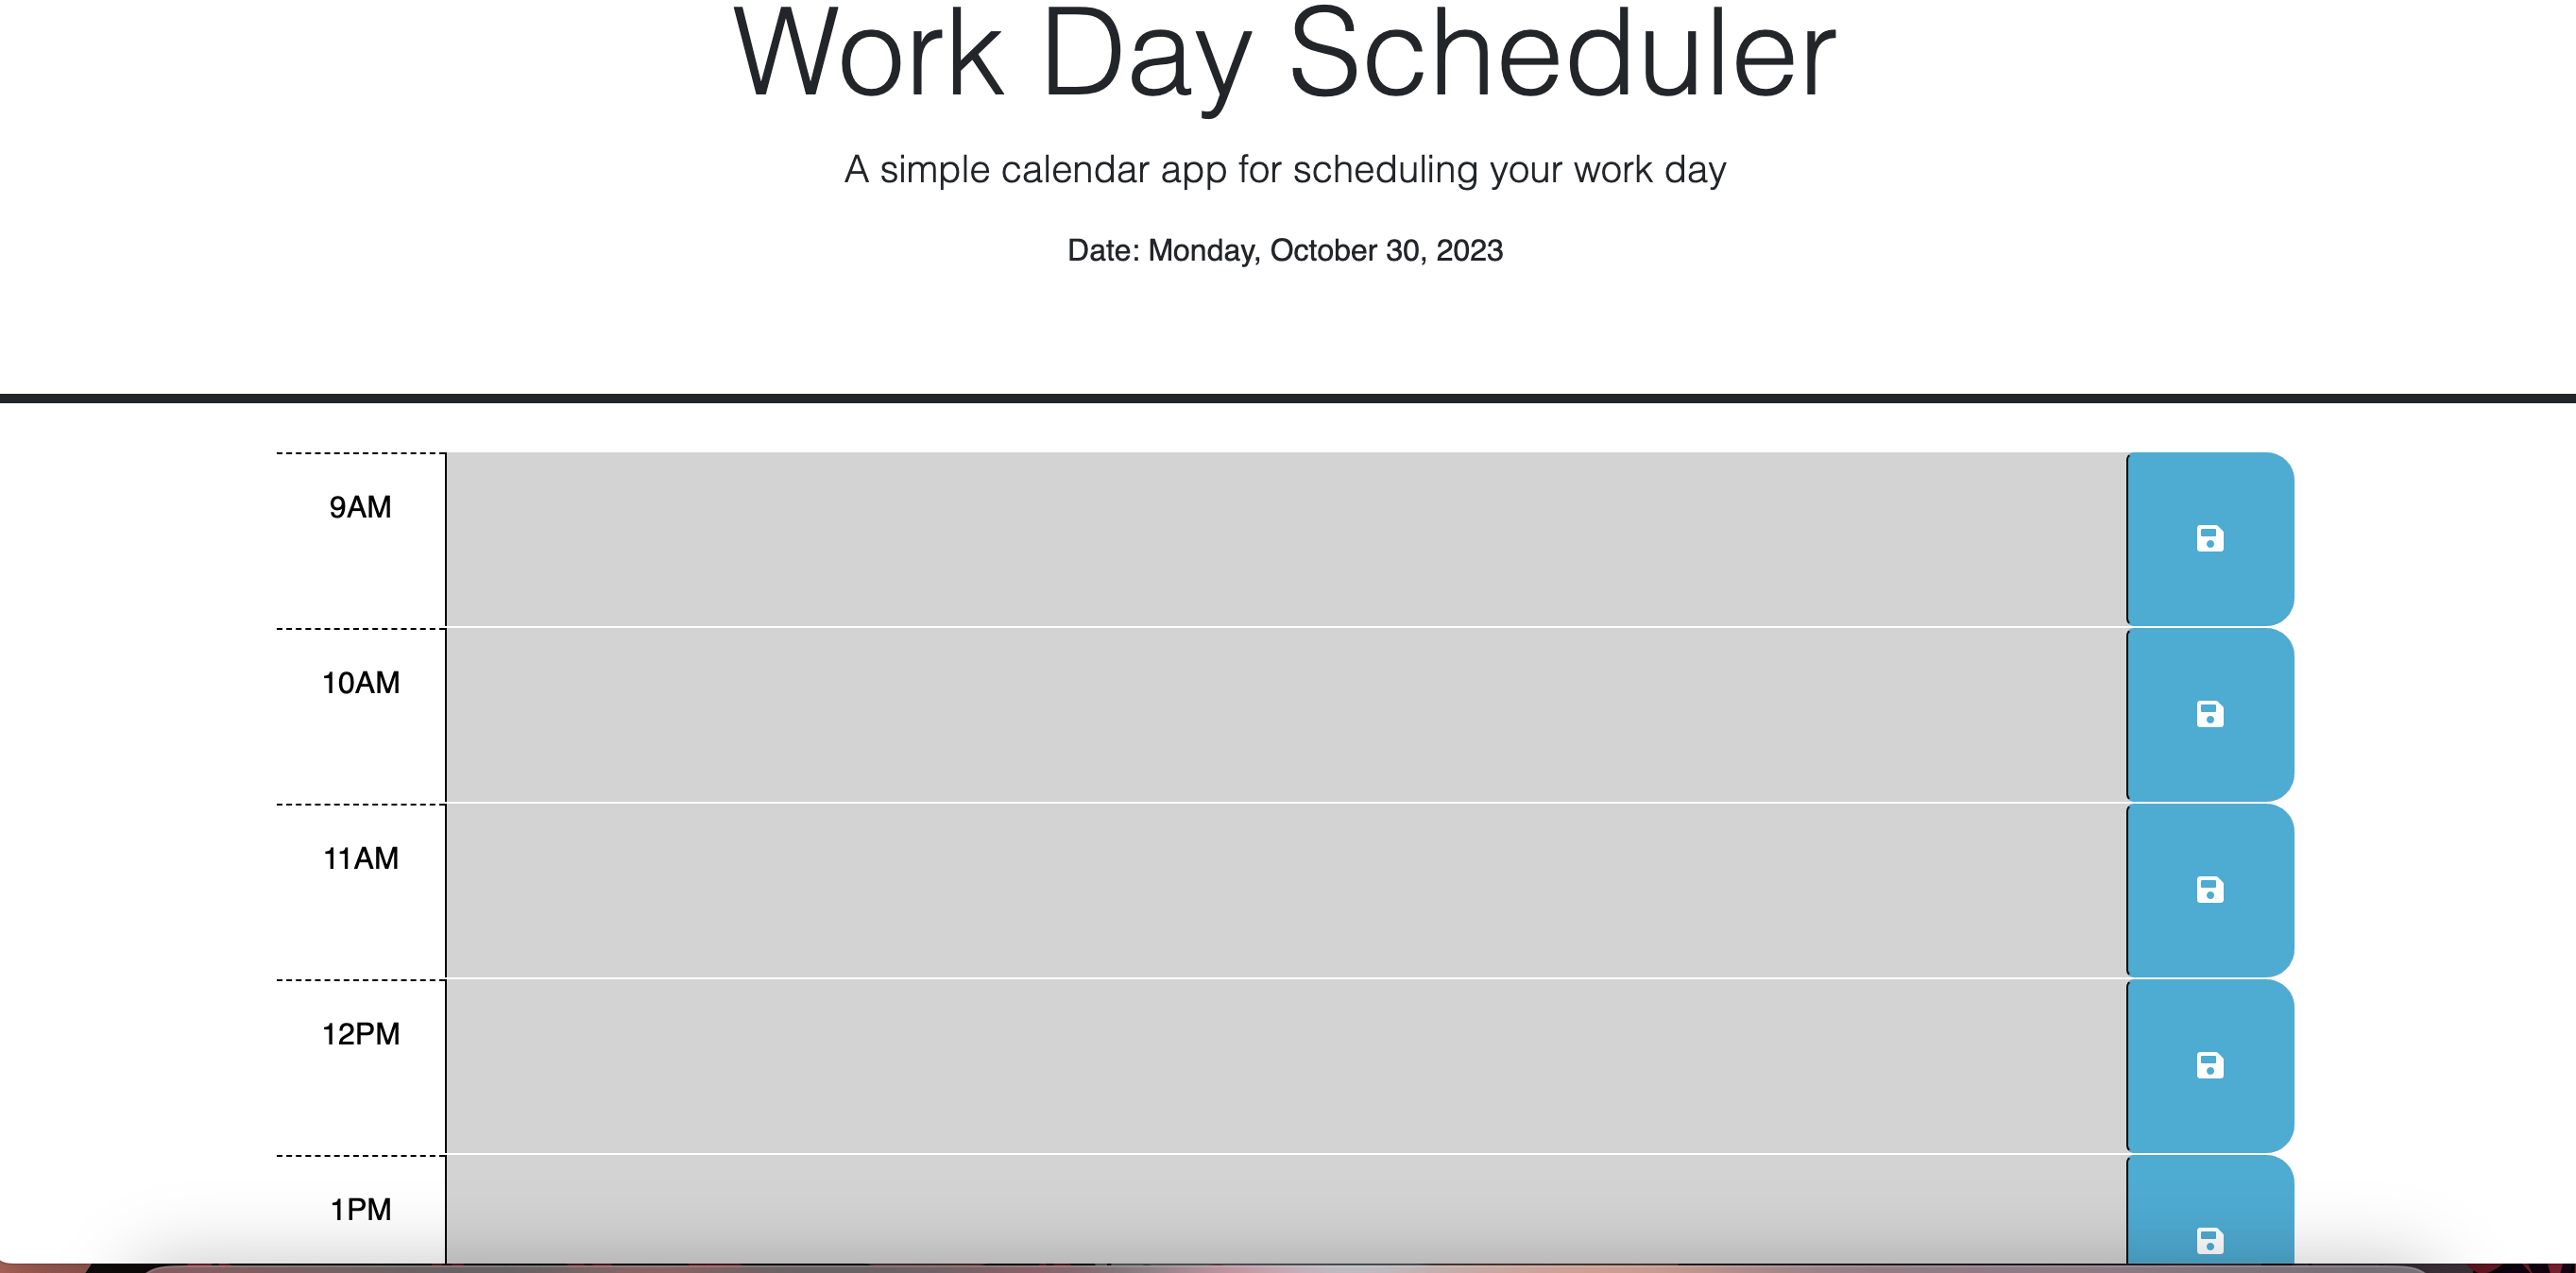 Work Day Scheduler
A simple calendar app for scheduling your work day
Date: Monday, October 30, 2023
9AM
10AM
11AM
12PM
1PM